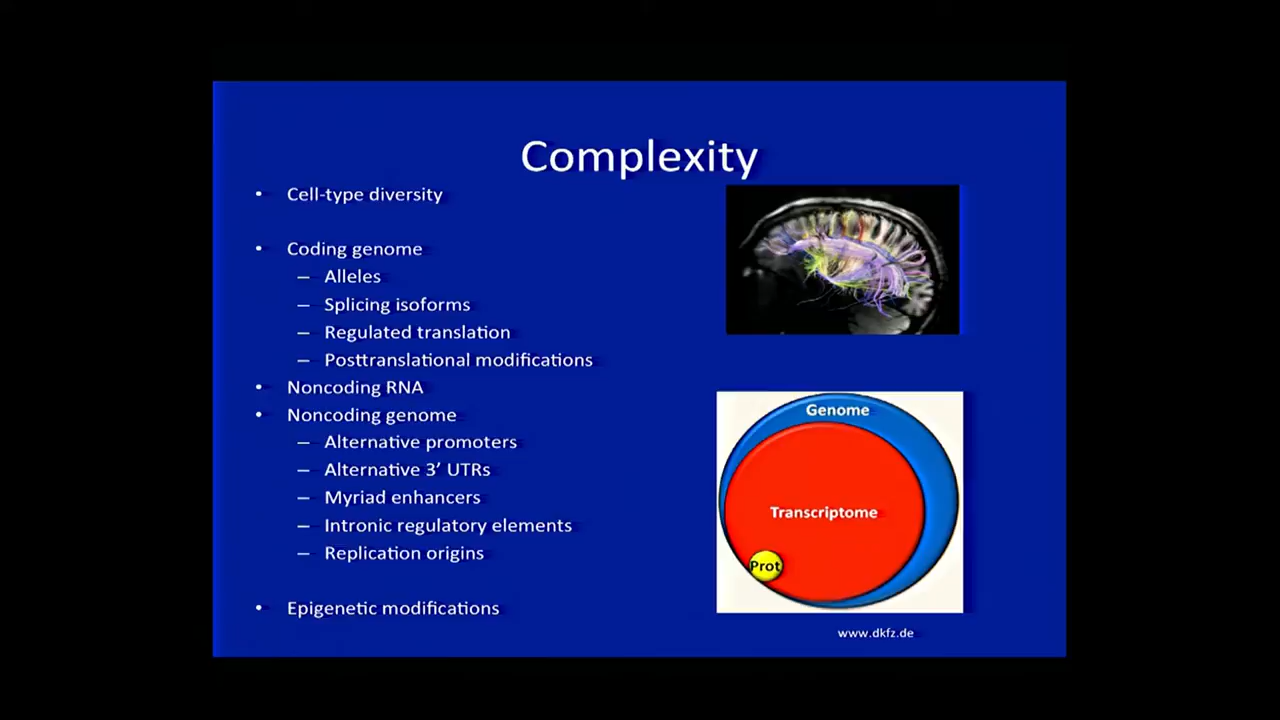 Complexity
• Cell-type diversity
• Coding genome
– Alleles
– Splicing isoforms
– Regulated translation
– Posttranslational modifications
• Noncoding RNA
• Noncoding genome
– Alternative promoters
– Alternative 3’ UTRs
– Myriad enhancers
– Intronic regulatory elements
– Replication origins
• Epigenetic modifications
Genome
Transcriptome
Prot
www.dkfz.de